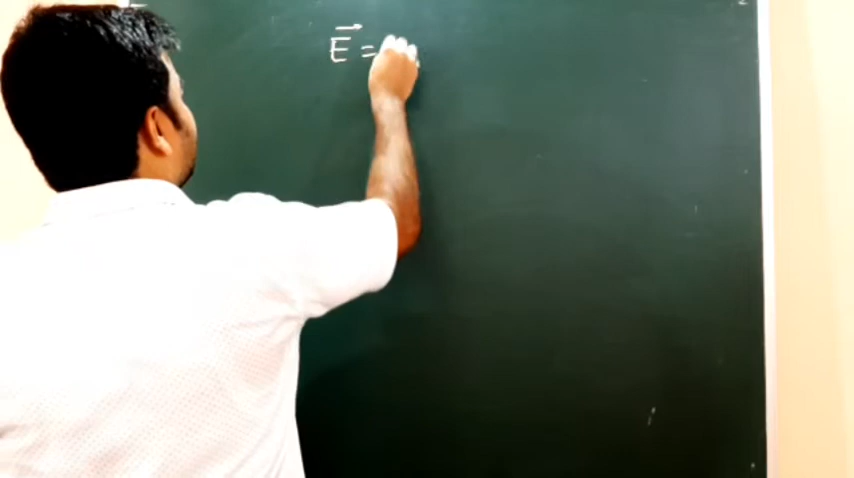 E⃗ =